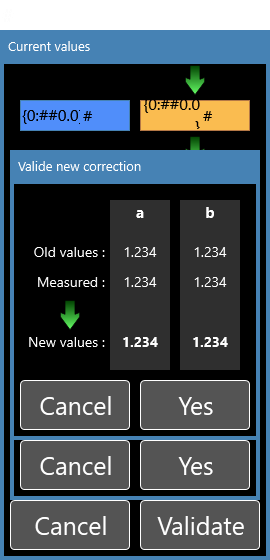 Current values
{0:##0.0} #
{0:##0.0} #
Valide new correction
a b
Old values : 1.234 1.234
Measured : 1.234 1.234
New values : 1.234 1.234
Cancel Yes
Cancel Yes
Cancel Validate